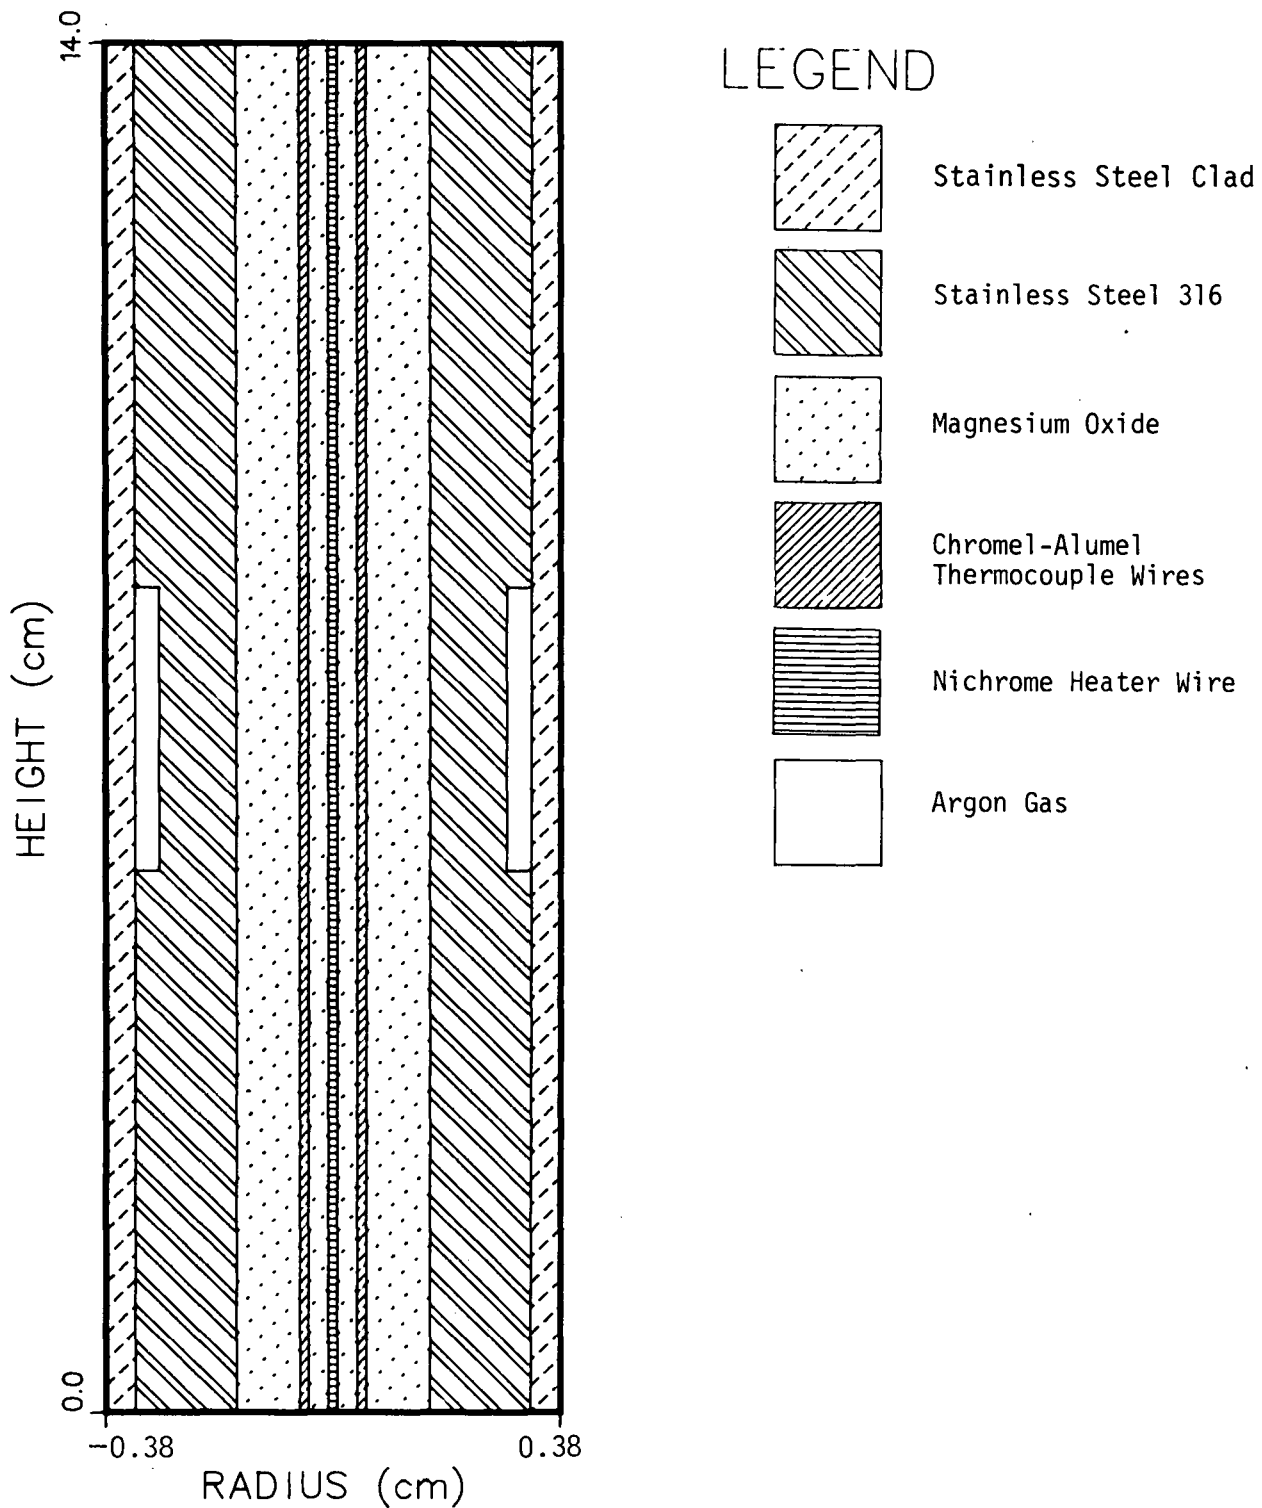 14.0
HEIGHT (cm)
0.0
-0.38
0.38
RADIUS (cm)
LEGEND
Stainless Steel Clad
Stainless Steel 316
Magnesium Oxide
Chromel-Alumel
Thermocouple Wires
Nichrome Heater Wire
Argon Gas